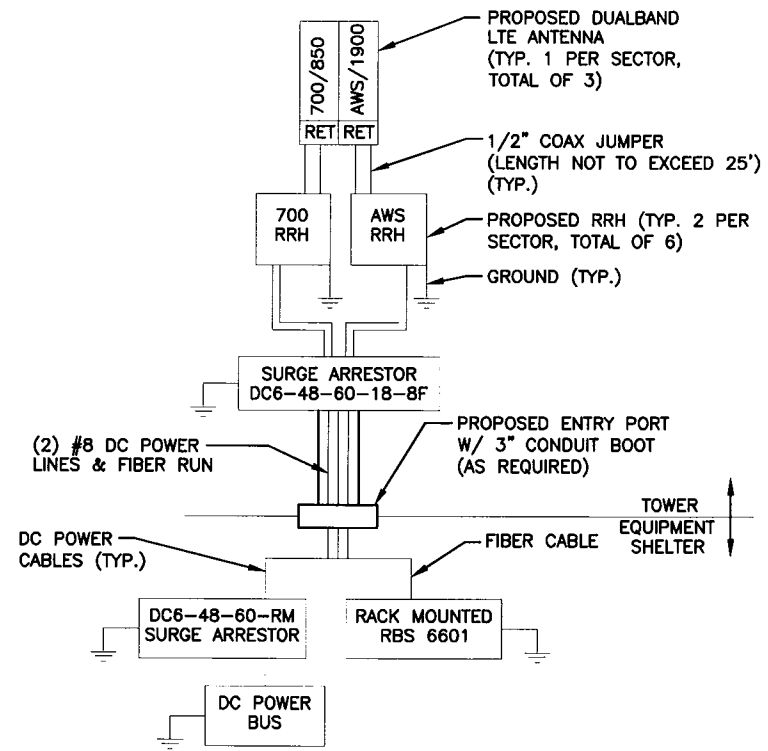 PROPOSED DUALBAND
LTE ANTENNA
(TYP. 1 PER SECTOR,
TOTAL OF 3)
700/850
AWS/1900
RET
RET
1/2" COAX JUMPER
(LENGTH NOT TO EXCEED 25')
(TYP.)
700
RRH
AWS
RRH
PROPOSED RRH (TYP. 2 PER
SECTOR, TOTAL OF 6)
GROUND (TYP.)
SURGE ARRESTOR
DC6-48-60-18-8F
(2) #8 DC POWER
LINES & FIBER RUN
PROPOSED ENTRY PORT
W/ 3" CONDUIT BOOT
(AS REQUIRED)
TOWER
EQUIPMENT
SHELTER
DC POWER
CABLES (TYP.)
FIBER CABLE
DC6-48-60-RM
SURGE ARRESTOR
RACK MOUNTED
RBS 6601
DC POWER
BUS